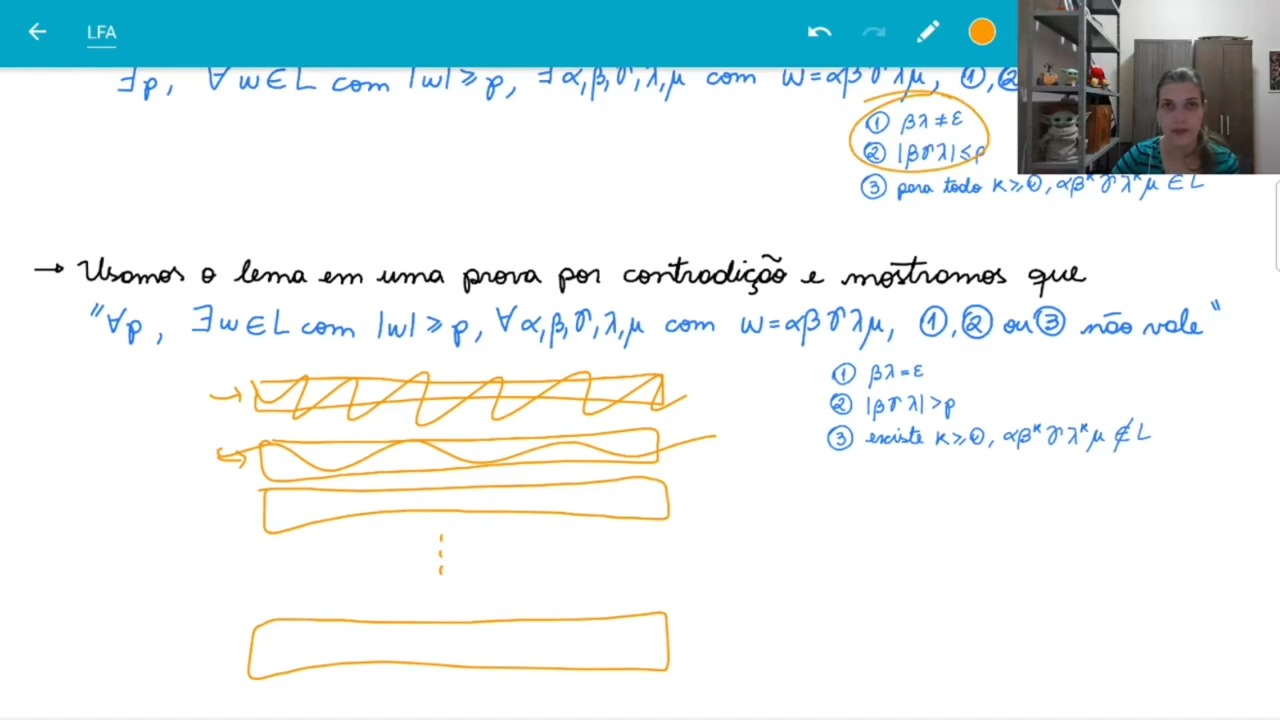 LFA
∃p, ∀ w ∈ L com |w| ≥ p, ∃ α,β,γ,λ,μ com w = αβγλμ, ①,②
① βλ ≠ ε
② |βγλ| ≤ p
③ para todo k ≥ 0, αβᵏγλᵏμ ∈ L
→ Usamos o lema em uma prova por contradição e mostramos que
"∀p, ∃ w ∈ L com |w| ≥ p, ∀ α,β,γ,λ,μ com w = αβγλμ, ①,② ou ③ não vale"
① βλ = ε
② |βγλ| > p
③ existe k ≥ 0, αβᵏγλᵏμ ∉ L